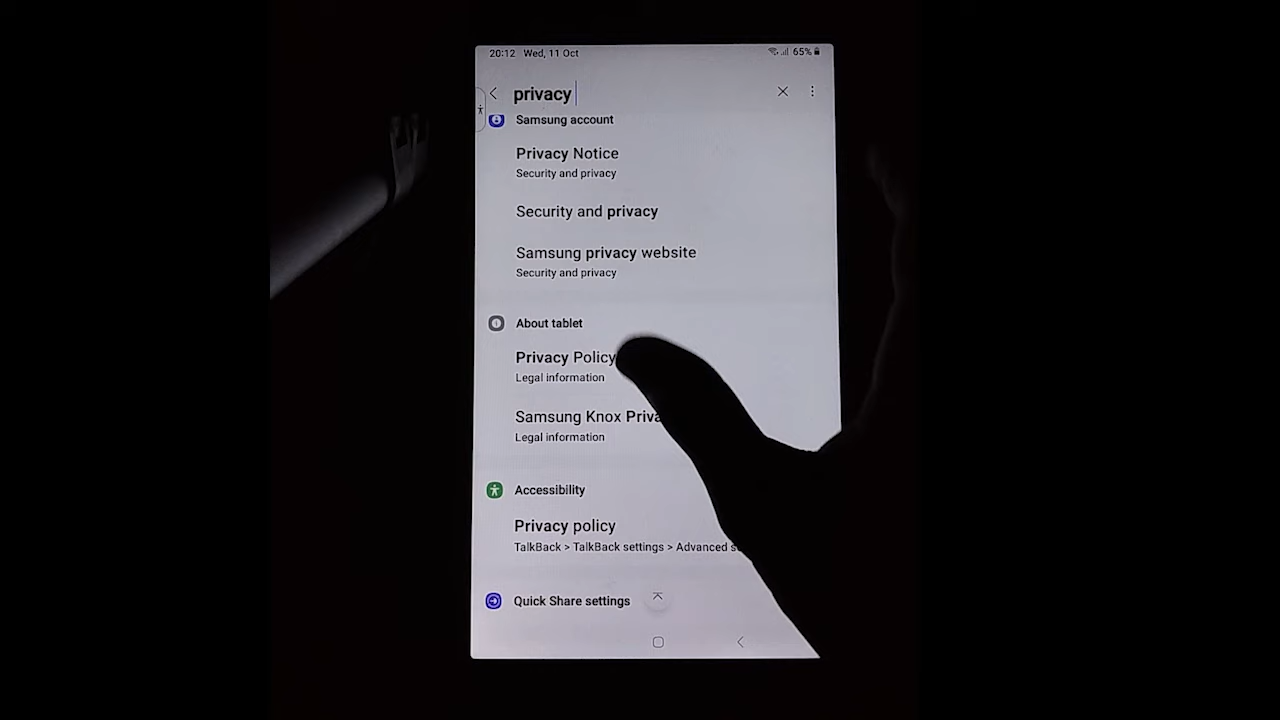 20:12 Wed, 11 Oct 65%
privacy
Samsung account
Privacy Notice
Security and privacy
Security and privacy
Samsung privacy website
Security and privacy
About tablet
Privacy Policy
Legal information
Samsung Knox
Legal information
Accessibility
Privacy policy
TalkBack > TalkBack settings > Advanced
Quick Share settings